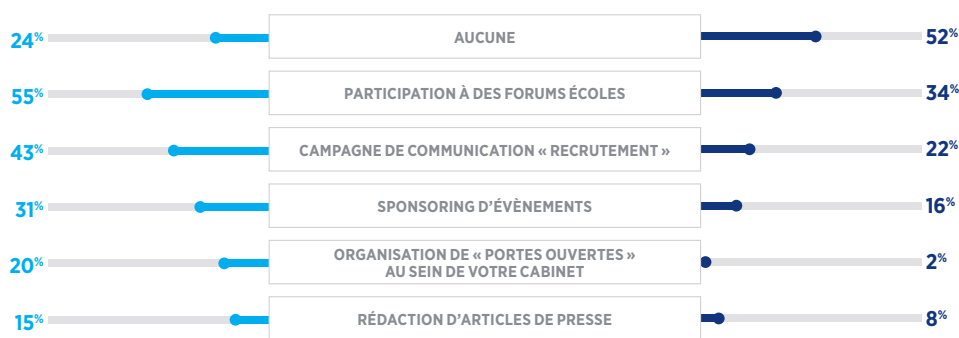 24% AUCUNE 52%
55% PARTICIPATION À DES FORUMS ÉCOLES 34%
43% CAMPAGNE DE COMMUNICATION « RECRUTEMENT » 22%
31% SPONSORING D'ÉVÈNEMENTS 16%
20% ORGANISATION DE « PORTES OUVERTES » 2%
AU SEIN DE VOTRE CABINET
15% RÉDACTION D'ARTICLES DE PRESSE 8%